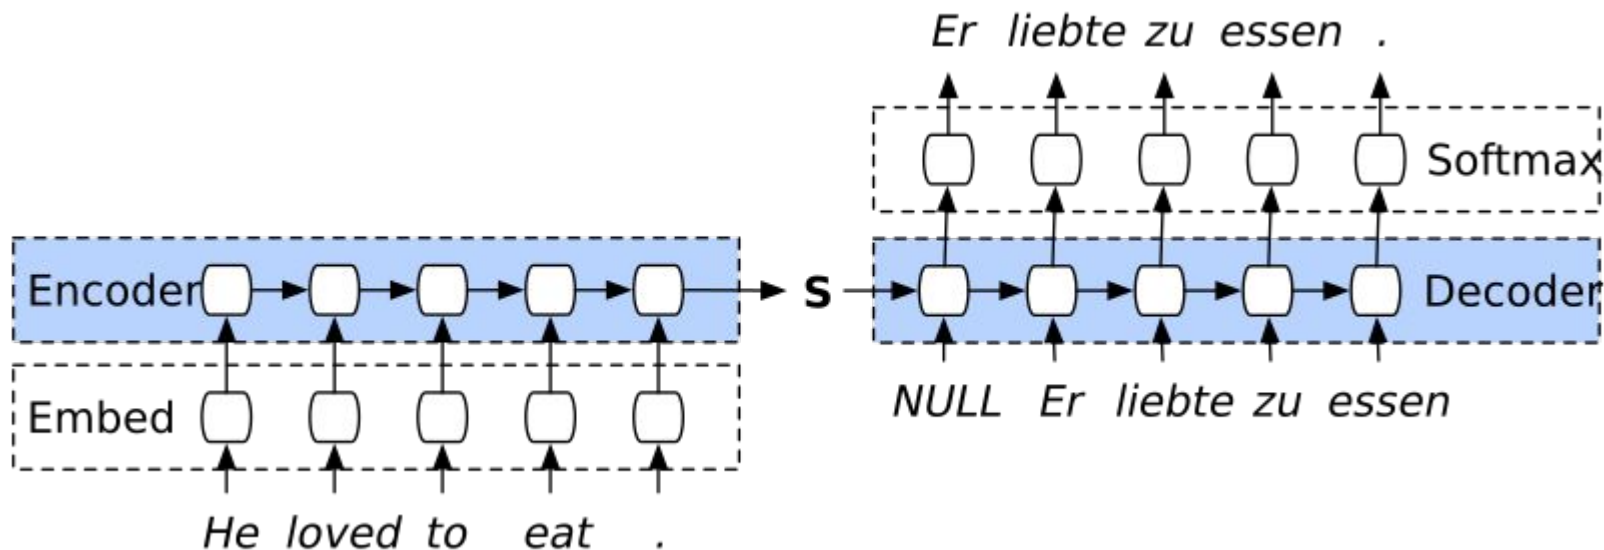 Er liebte zu essen .
Softmax
Encoder
S
Decoder
Embed
NULL Er liebte zu essen
He loved to eat .